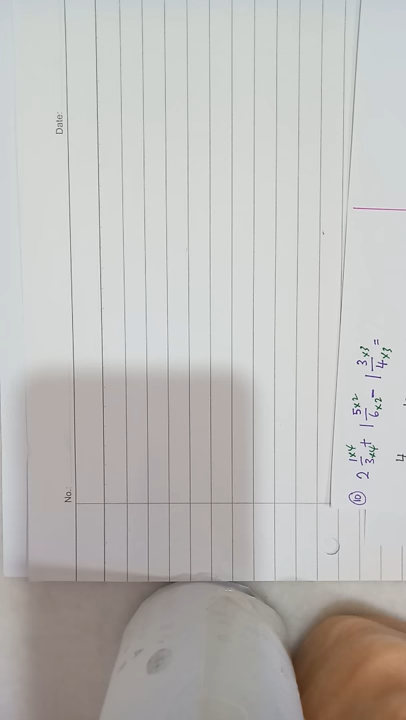 Date:
No.:
⑩ 2 1×4/3×4 + 1 5×2/6×2 - 1 3×3/4×3 =
4